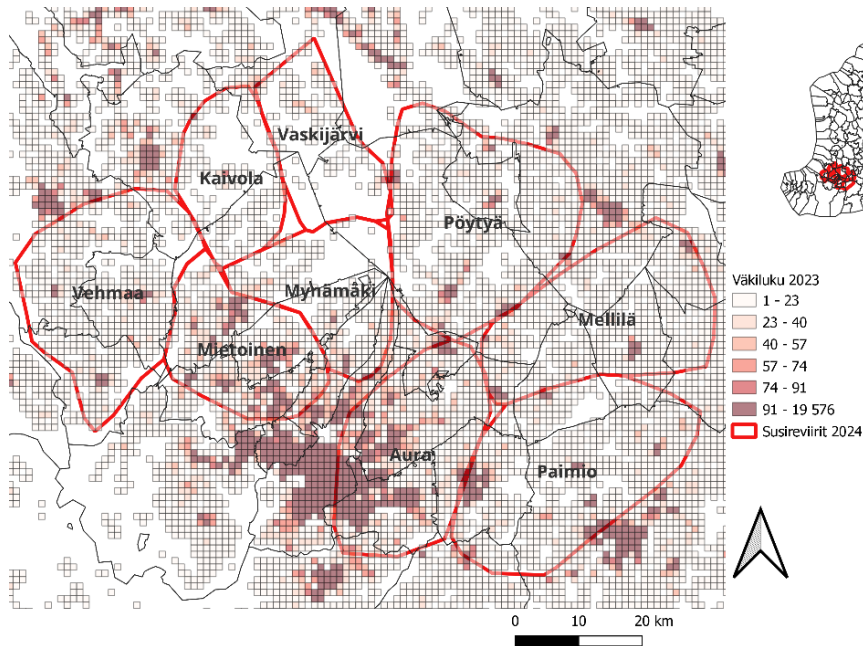 Vaskijärvi
Kaivola
Pöytyä
Vehmaa
Mynämäki
Mellilä
Mietoinen
Aura
Paimio
Väkiluku 2023
1 - 23
23 - 40
40 - 57
57 - 74
74 - 91
91 - 19 576
Susireviirit 2024
0 10 20 km